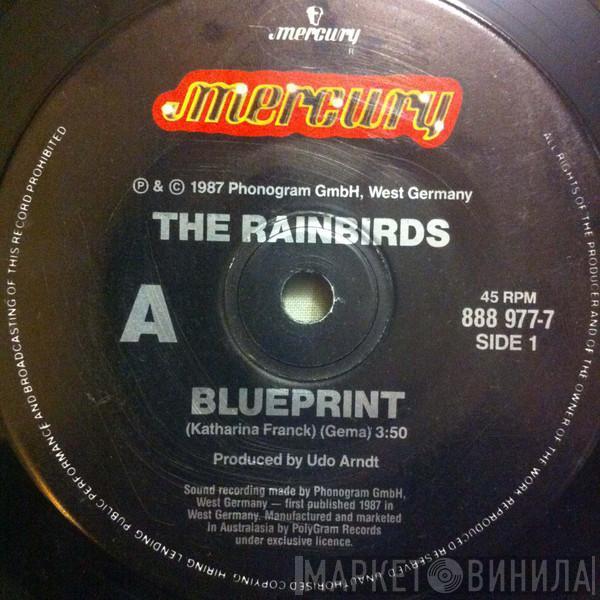 mercury
R
mercury
℗ & © 1987 Phonogram GmbH, West Germany
THE RAINBIRDS
A
45 RPM
888 977-7
SIDE 1
BLUEPRINT
(Katharina Franck) (Gema) 3:50
Produced by Udo Arndt
Sound recording made by Phonogram GmbH,
West Germany — first published 1987 in
West Germany. Manufactured and marketed
in Australasia by PolyGram Records
under exclusive licence.
ALL RIGHTS OF THE PRODUCER AND OF THE OWNER OF THE WORK REPRODUCED RESERVED. UNAUTHORISED COPYING HIRING LENDING PUBLIC PERFORMANCE AND BROADCASTING OF THIS RECORD PROHIBITED
МАРКЕТ ВИНИЛА